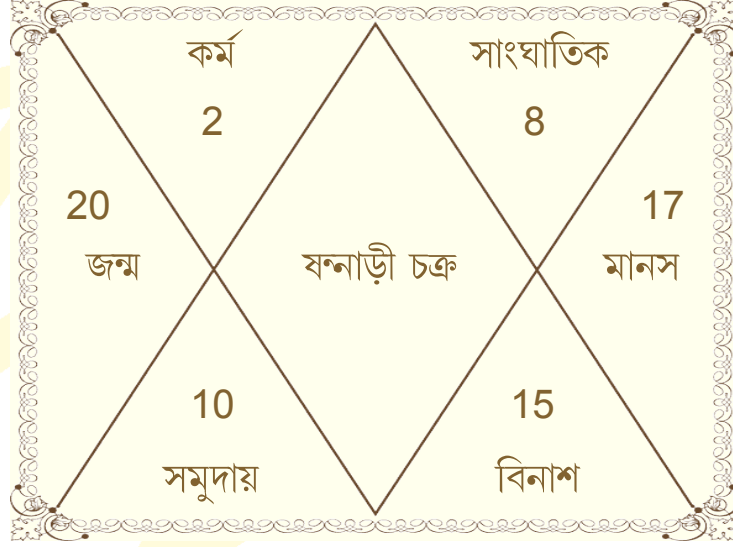 কর্ম
সাংঘাতিক
2
8
20
17
জন্ম
ষন্নাড়ী চক্র
মানস
10
15
সমুদায়
বিনাশ